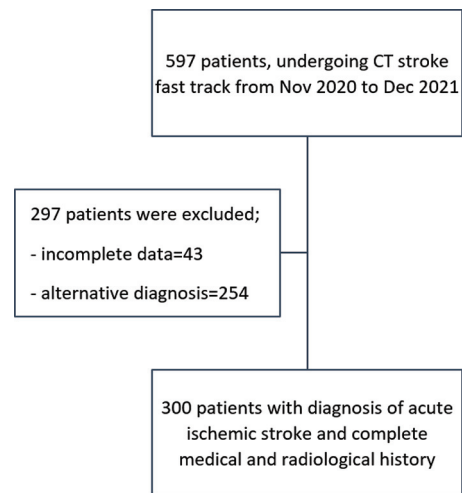 597 patients, undergoing CT stroke
fast track from Nov 2020 to Dec 2021
297 patients were excluded;
- incomplete data=43
- alternative diagnosis=254
300 patients with diagnosis of acute
ischemic stroke and complete
medical and radiological history